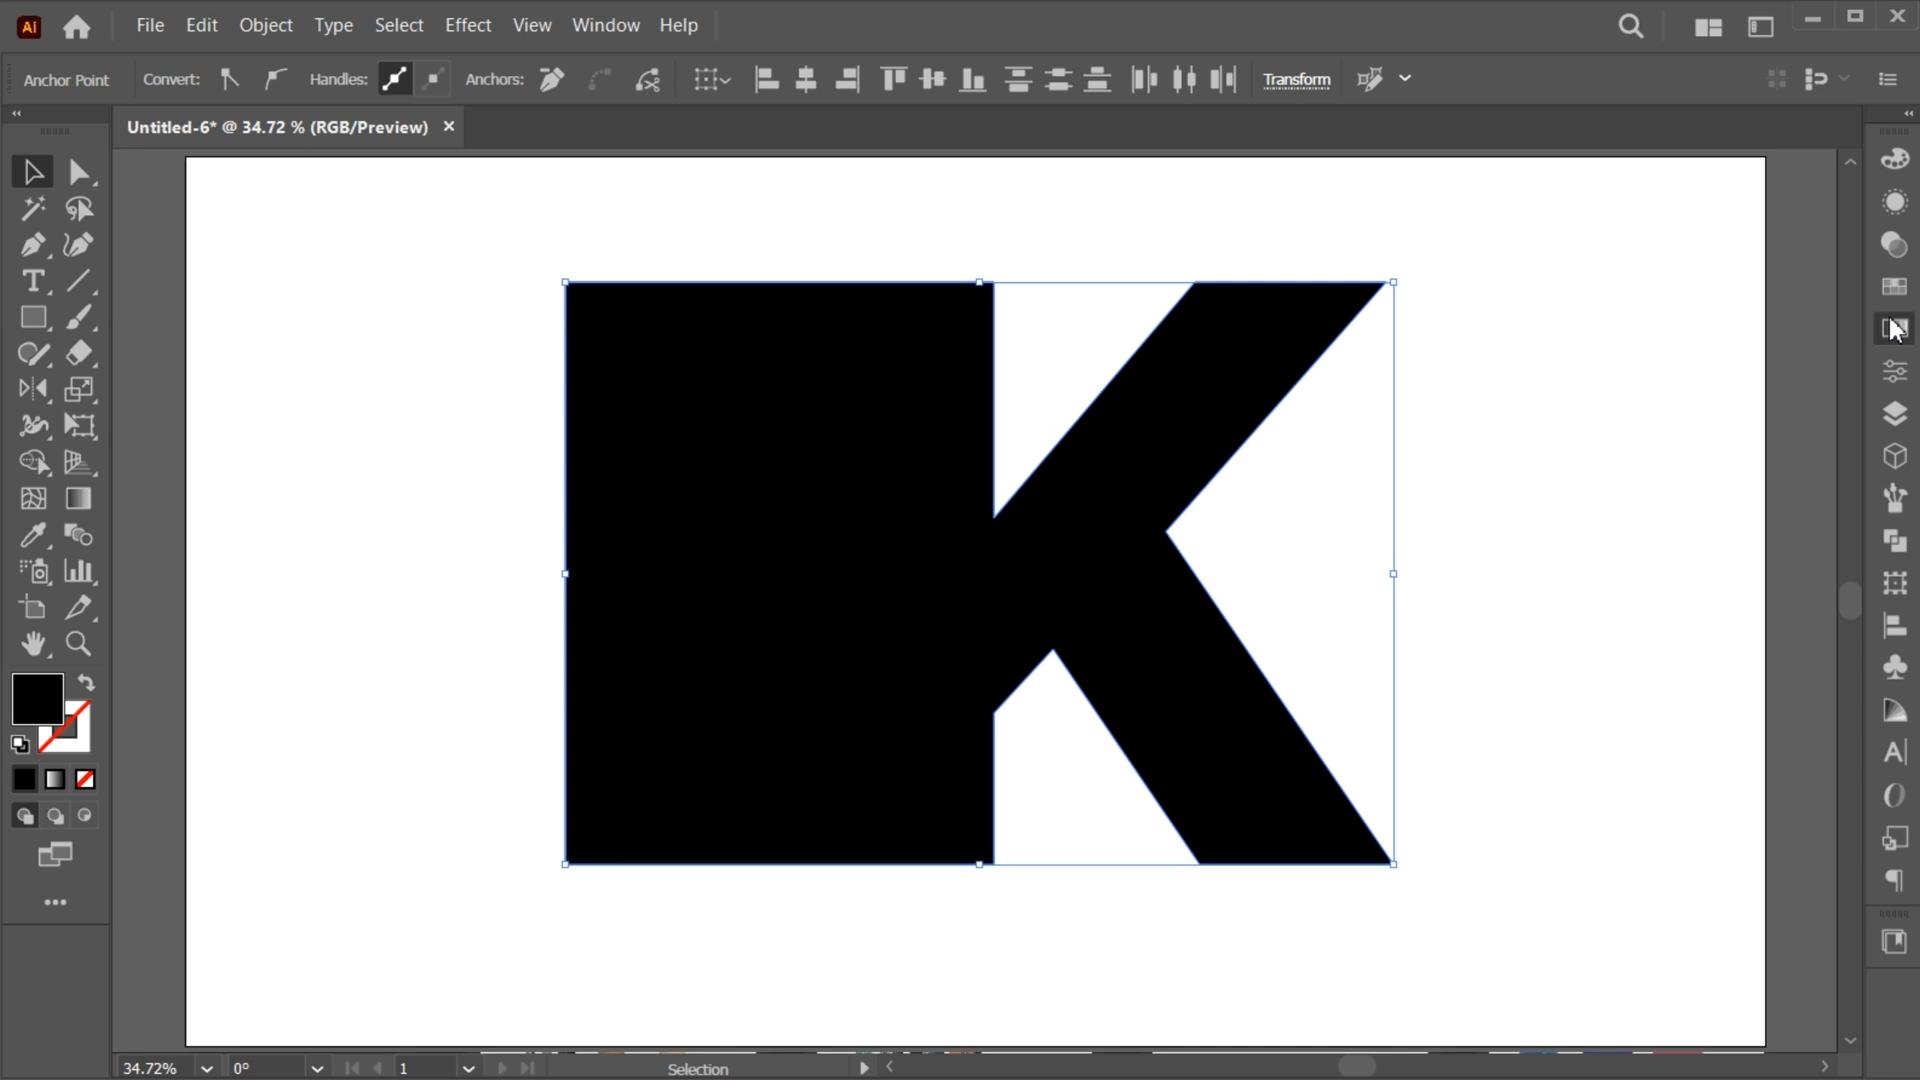 Ai File Edit Object Type Select Effect View Window Help
Anchor Point Convert: Handles: Anchors: Transform
Untitled-6* @ 34.72 % (RGB/Preview) ×
K
34.72% 0° 1 Selection